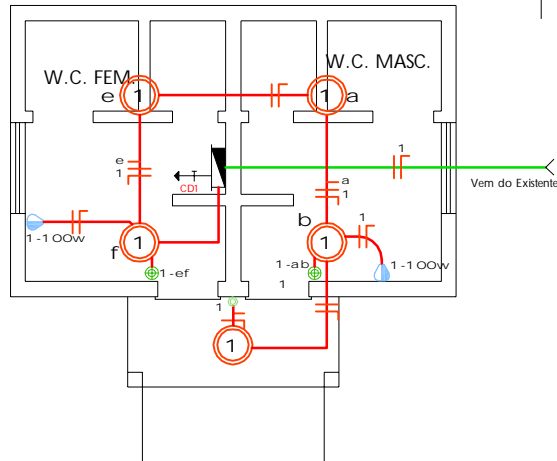 W.C. FEM.
W.C. MASC.
e
1
1
a
e
1
CD1
a
1
1
Vem do Existente
1-100w
f
1
1-ef
b
1
1
1-ab
1-100w
1
1
1